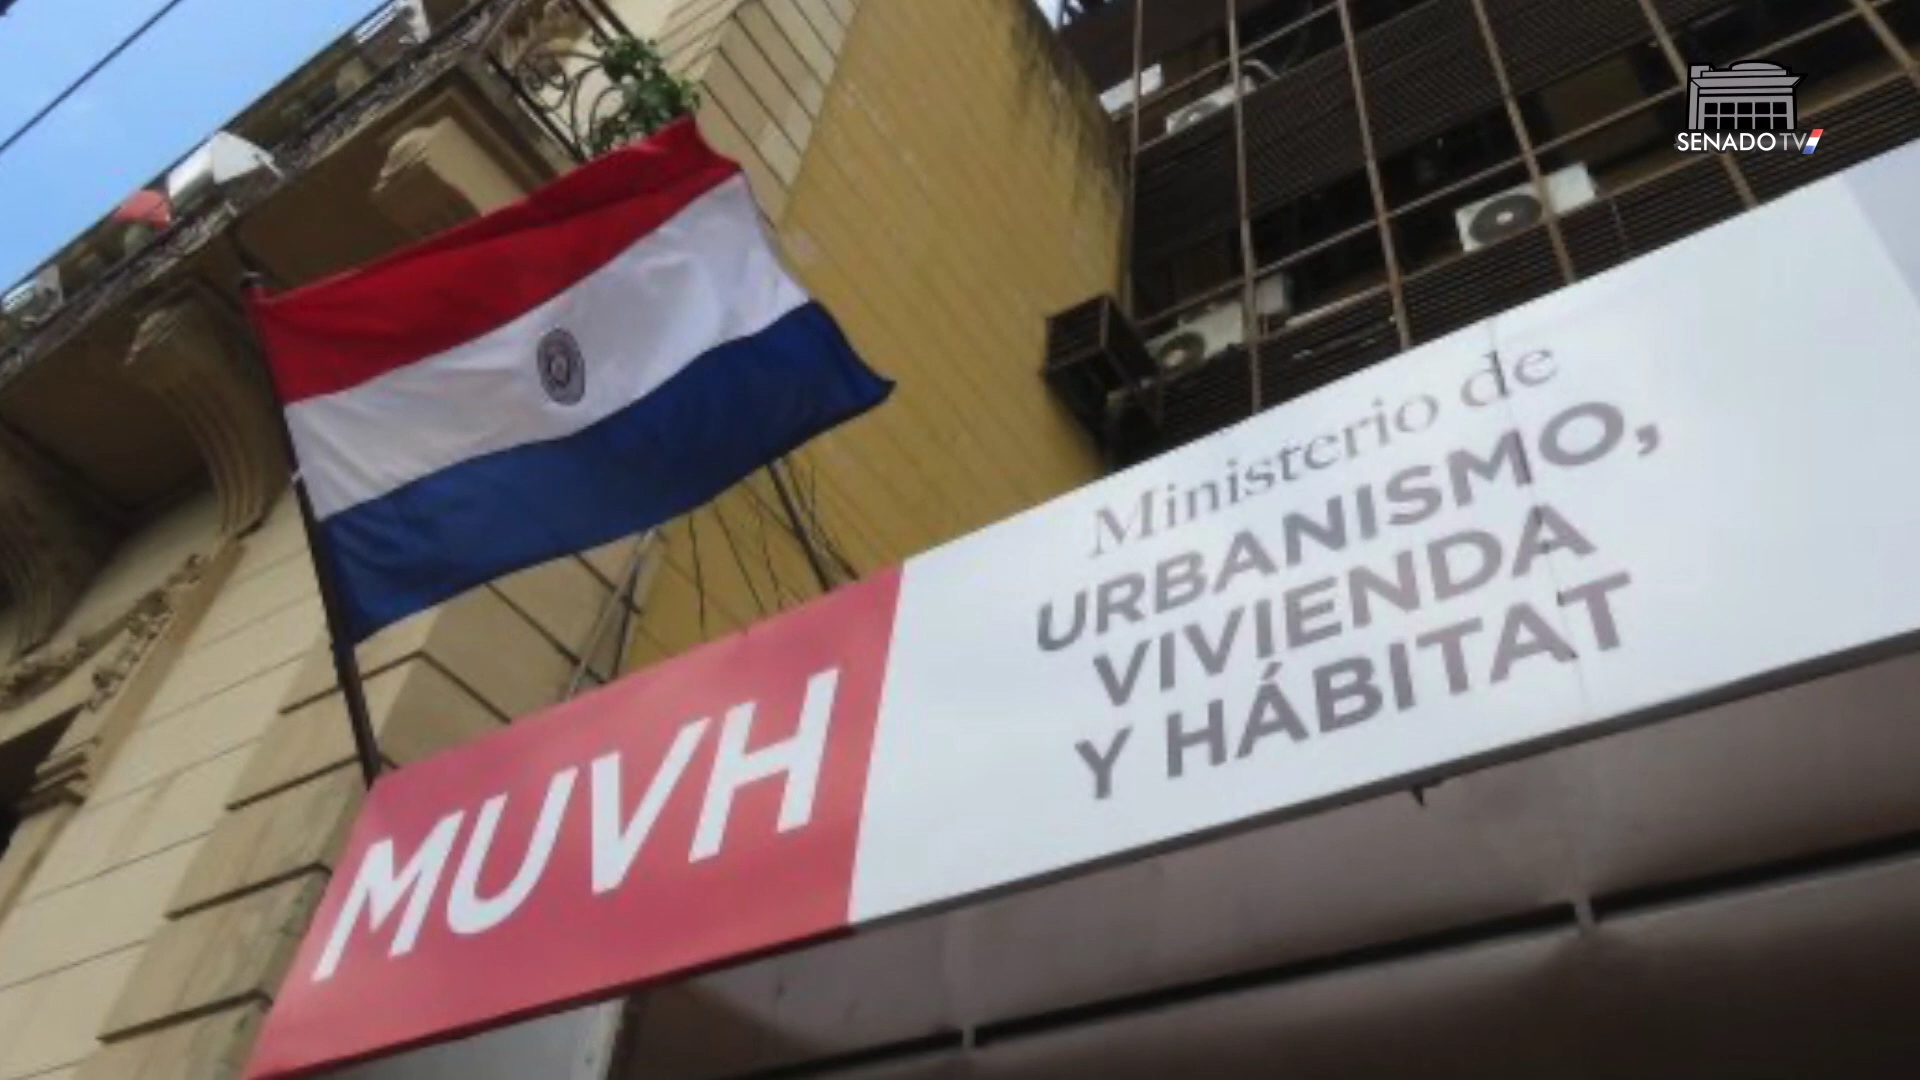 SENADO TV
Ministerio de
URBANISMO,
VIVIENDA
Y HÁBITAT
MUVH